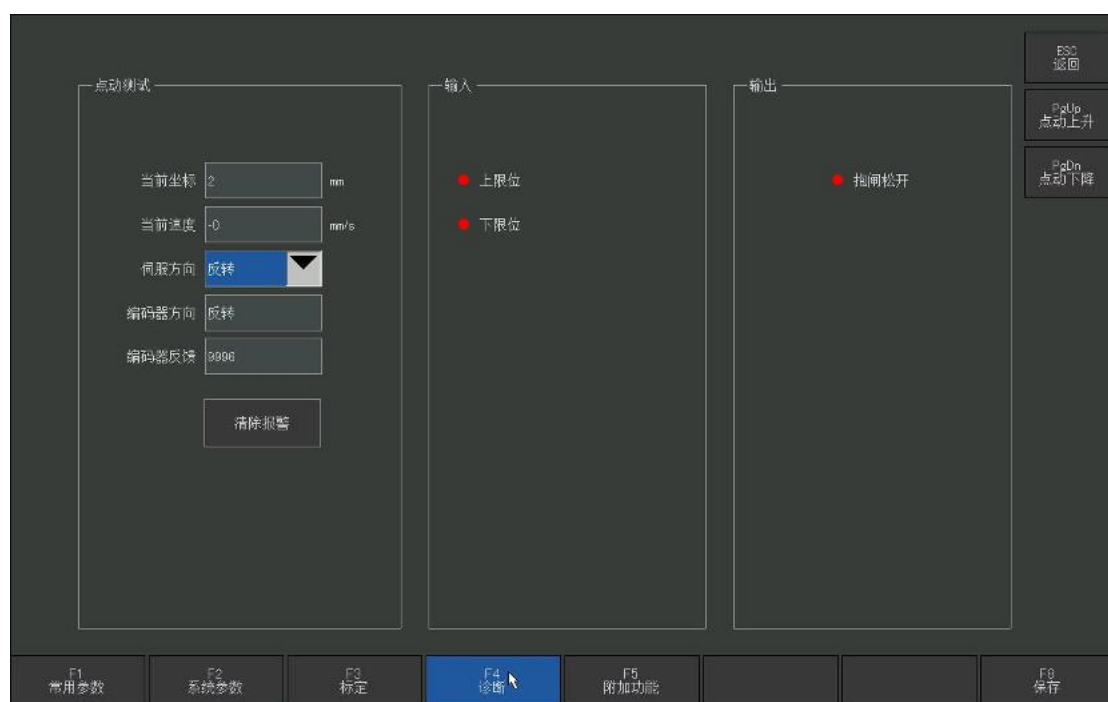 点动测试
当前坐标 2 mm
当前速度 -0 mm/s
伺服方向 反转
编码器方向 反转
编码器反馈 9996
清除报警
输入
上限位
下限位
输出
抱闸松开
ESC
返回
PgUp
点动上升
PgDn
点动下降
F1
常用参数
F2
系统参数
F3
标定
F4
诊断
F5
附加功能
保存